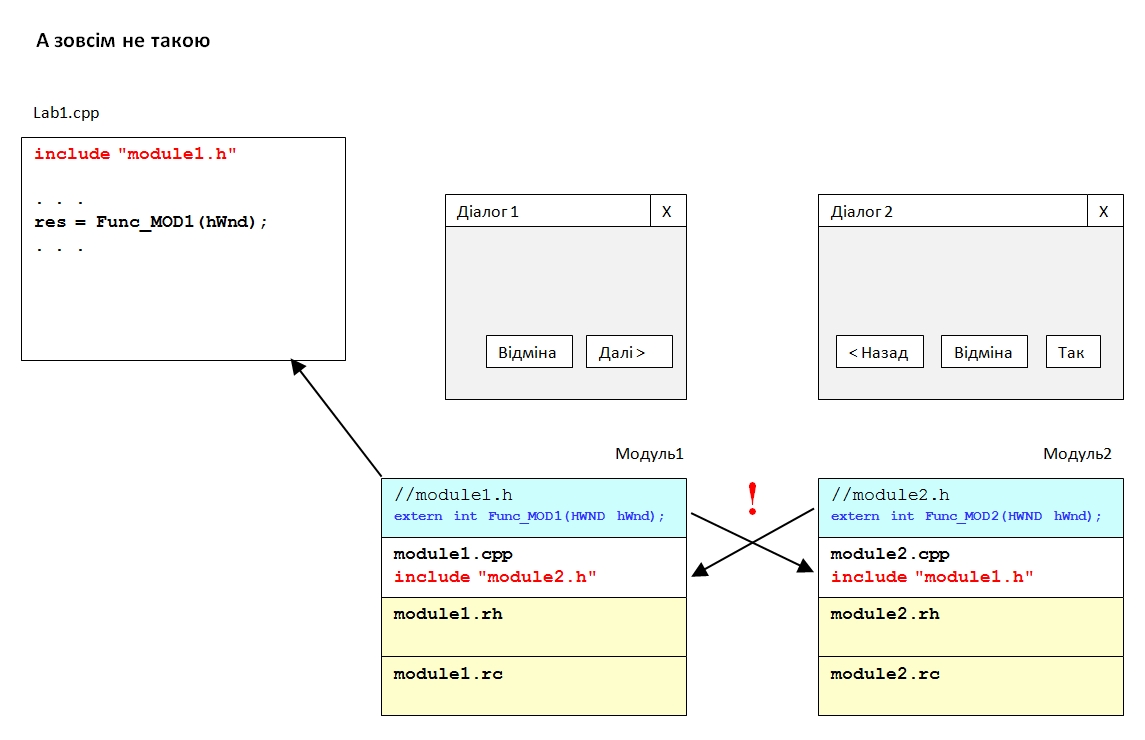 А зовсім не такою
Lab1.cpp
include "module1.h"
. . .
res = Func_MOD1(hWnd);
. . .
Діалог 1
X
Відміна
Далі >
Діалог 2
X
< Назад
Відміна
Так
Модуль1
//module1.h
extern int Func_MOD1(HWND hWnd);
module1.cpp
include "module2.h"
module1.rh
module1.rc
!
Модуль2
//module2.h
extern int Func_MOD2(HWND hWnd);
module2.cpp
include "module1.h"
module2.rh
module2.rc